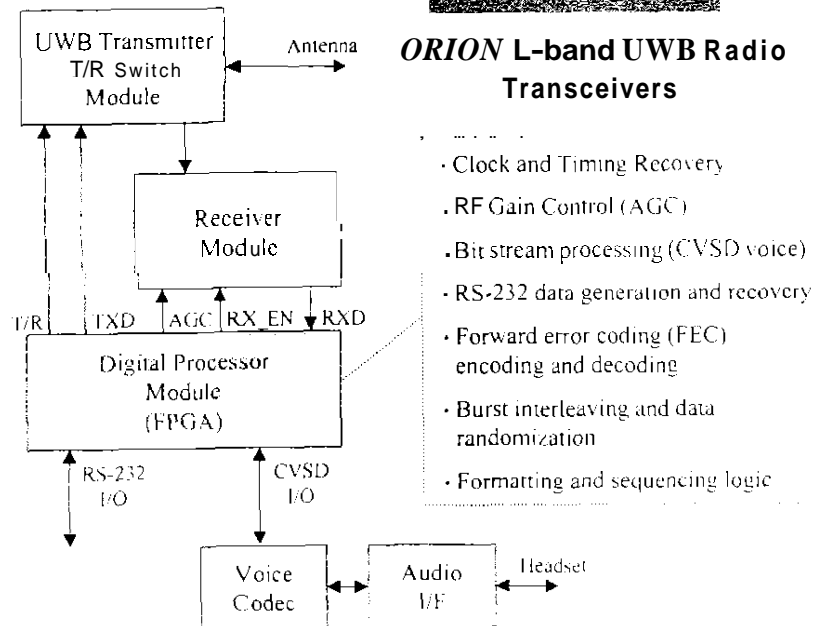 UWB Transmitter
T/R Switch
Module
Antenna
ORION L-band UWB Radio
Transceivers
Receiver
Module
T/R TXD AGC RX_EN RXD
Digital Processor
Module
(FPGA)
RS-232
I/O
CVSD
I/O
Voice
Codec
Audio
I/F
Headset
· Clock and Timing Recovery
. RF Gain Control (AGC)
. Bit stream processing (CVSD voice)
· RS-232 data generation and recovery
· Forward error coding (FEC)
encoding and decoding
· Burst interleaving and data
randomization
· Formatting and sequencing logic